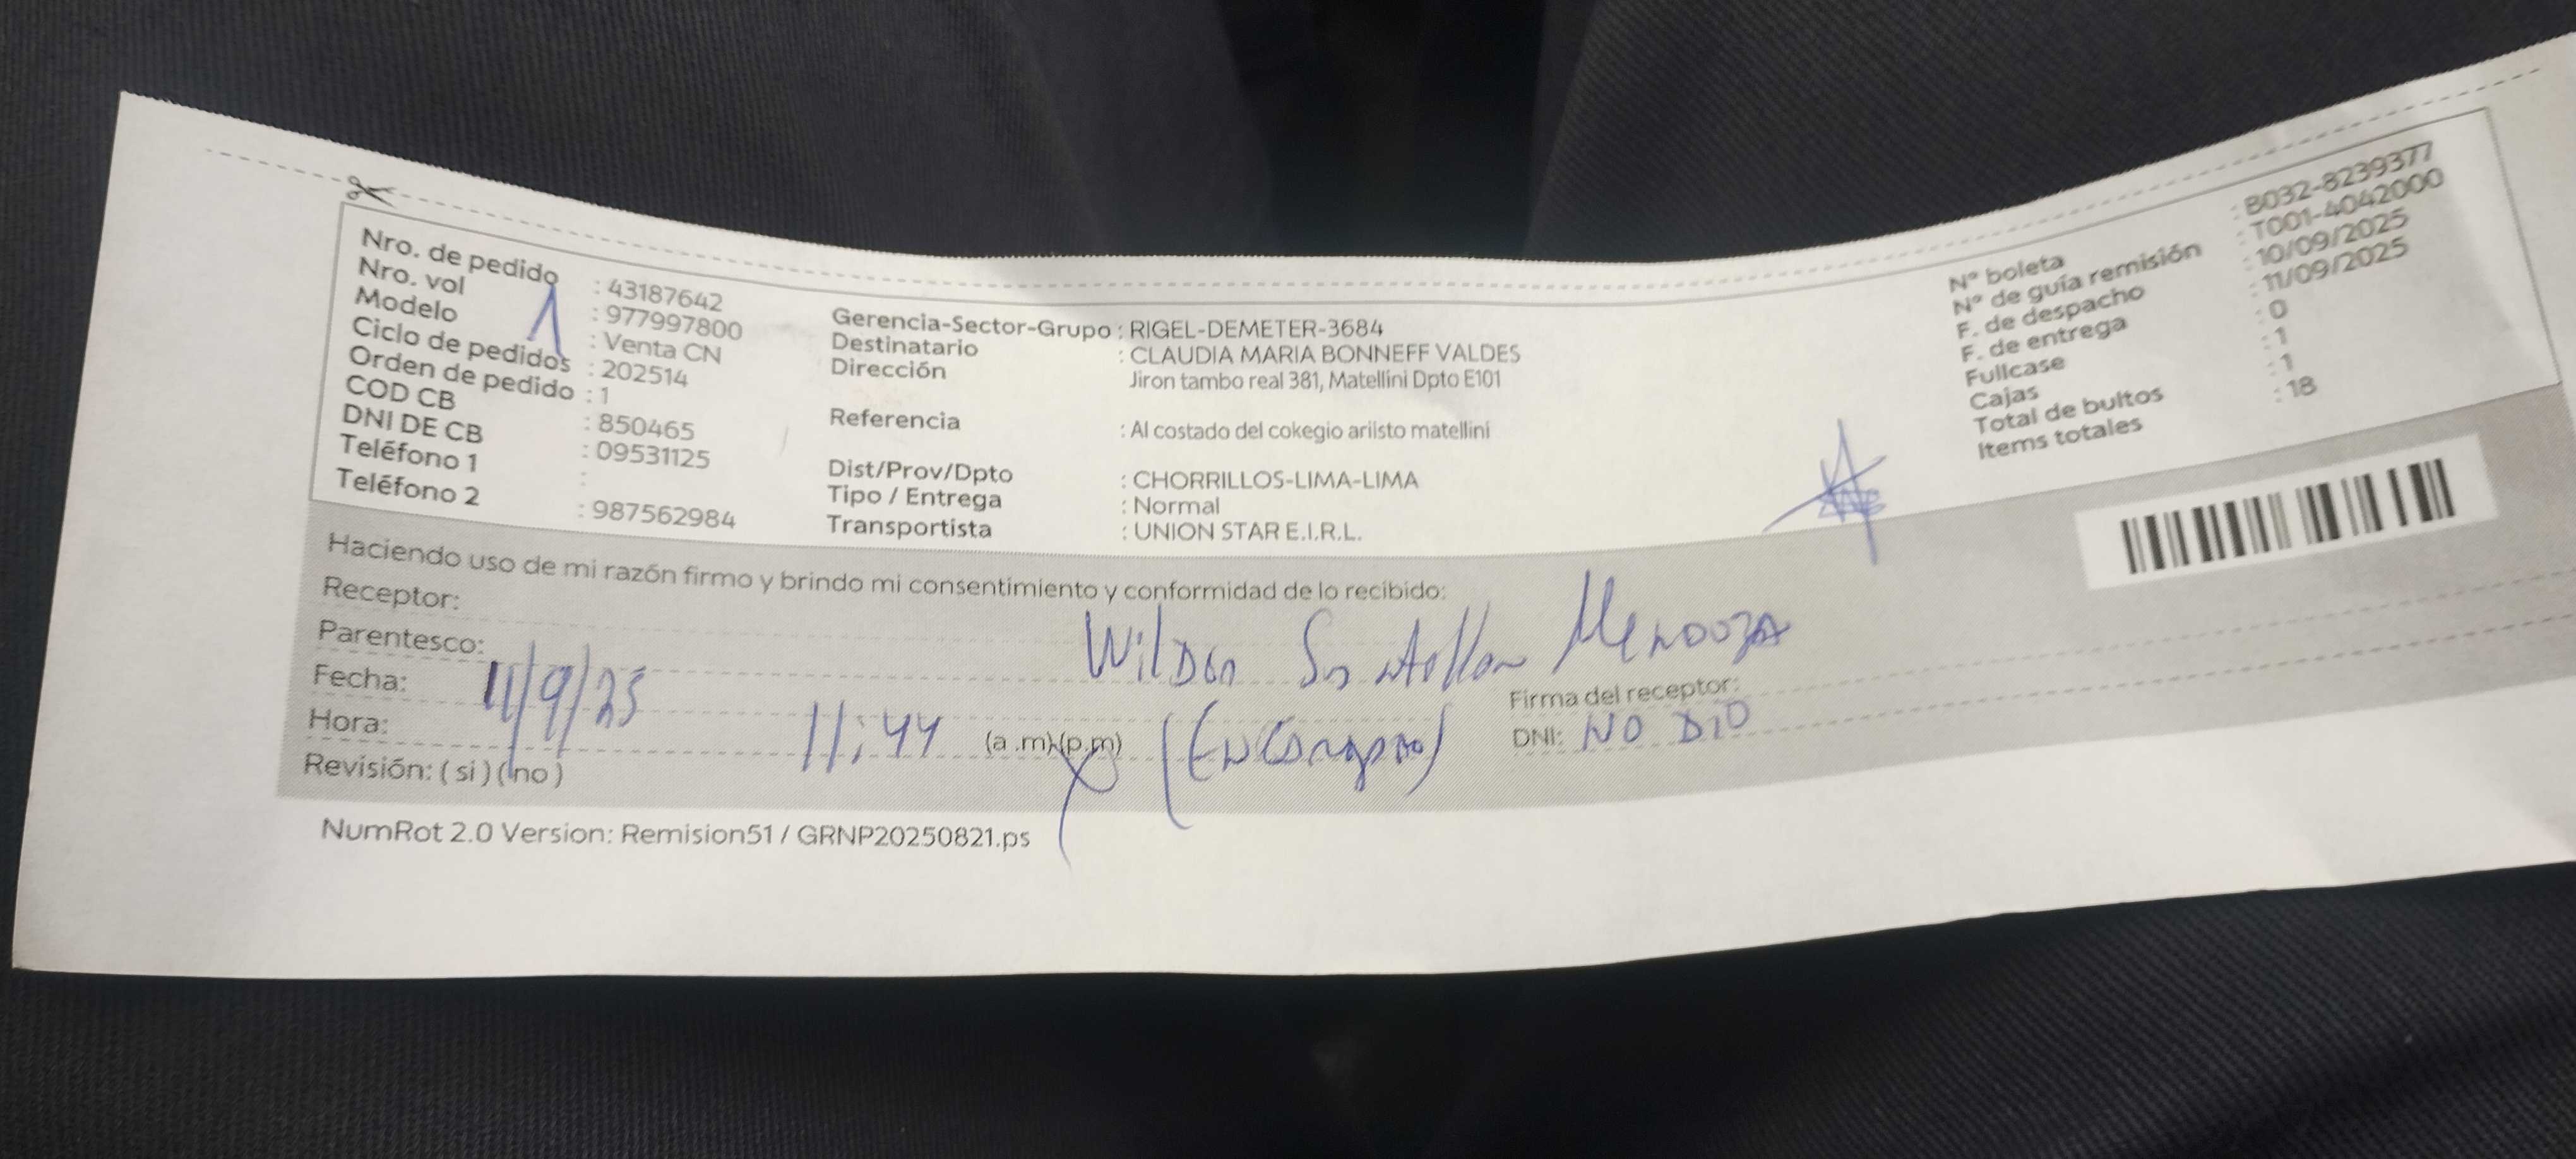 Nro. de pedido : 43187642
Nro. vol : 977997800
Modelo : Venta CN
Ciclo de pedidos : 202514
Orden de pedido : 1
COD CB : 850465
DNI DE CB : 09531125
Teléfono 1 :
Teléfono 2 : 987562984
1
Gerencia-Sector-Grupo : RIGEL-DEMETER-3684
Destinatario : CLAUDIA MARIA BONNEFF VALDES
Dirección Jiron tambo real 381, Matellini Dpto E101
Referencia : Al costado del cokegio ariisto matellini
Dist/Prov/Dpto : CHORRILLOS-LIMA-LIMA
Tipo / Entrega : Normal
Transportista : UNION STAR E.I.R.L.
N° boleta : B032-8239377
N° de guía remisión : T001-4042000
F. de despacho : 10/09/2025
F. de entrega : 11/09/2025
Fullcase : 0
Cajas : 1
Total de bultos : 1
Items totales : 18
Haciendo uso de mi razón firmo y brindo mi consentimiento y conformidad de lo recibido:
Receptor: Mendoza
Parentesco:
Fecha: 11/9/25
Hora: 11:44 (a .m)(p.m)
Firma del receptor:
DNI: NO DIO
Revisión: ( si ) ( no )
NumRot 2.0 Version: Remision51 / GRNP20250821.ps